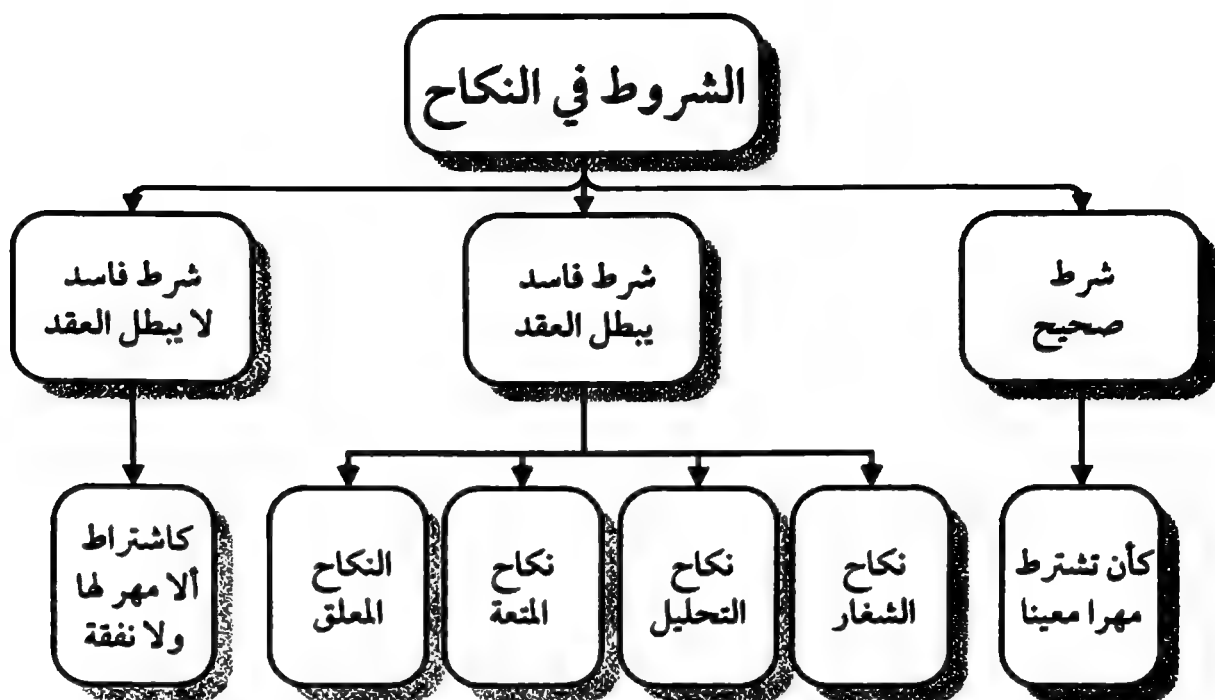 الشروط في النكاح
شرط
صحيح
شرط فاسد
يبطل العقد
شرط فاسد
لا يبطل العقد
كأن تشترط
مهرا معينا
نكاح
الشغار
نكاح
التحليل
نكاح
المتعة
النكاح
المعلق
كاشتراط
ألا مهر لها
ولا نفقة